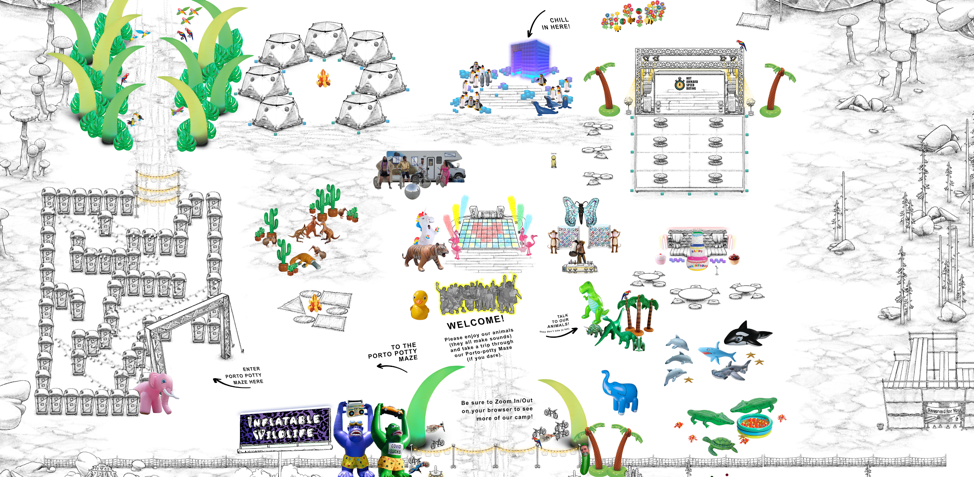 CHILL
IN HERE!
HOT
TO THE
PORTO POTTY
MAZE
WELCOME!
Please enjoy our animals
(they all make sounds)
and take a trip through
our Porto-potty Maze
(if you dare).
TALK
TO OUR
ANIMALS!
ENTER
PORTO POTTY
MAZE HERE
INFLATABLE
WILDLIFE
Be sure to Zoom In/Out
on your browser to see
more of our camp!